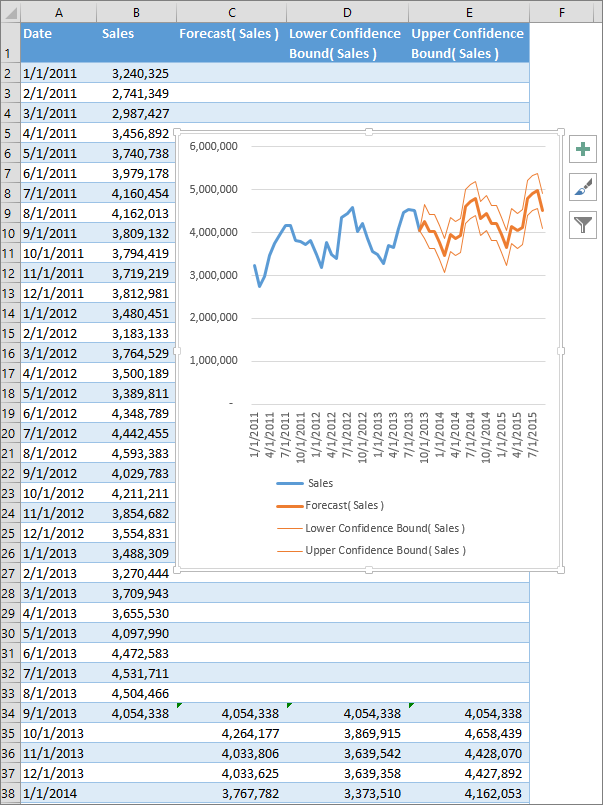 A B C D E F
1 Date Sales Forecast( Sales ) Lower Confidence Bound( Sales ) Upper Confidence Bound( Sales )
2 1/1/2011 3,240,325
3 2/1/2011 2,741,349
4 3/1/2011 2,987,427
5 4/1/2011 3,456,892
6 5/1/2011 3,740,738
7 6/1/2011 3,979,178
8 7/1/2011 4,160,454
9 8/1/2011 4,162,013
10 9/1/2011 3,809,132
11 10/1/2011 3,794,419
12 11/1/2011 3,719,219
13 12/1/2011 3,812,981
14 1/1/2012 3,480,451
15 2/1/2012 3,183,133
16 3/1/2012 3,764,529
17 4/1/2012 3,500,189
18 5/1/2012 3,389,811
19 6/1/2012 4,348,789
20 7/1/2012 4,442,455
21 8/1/2012 4,593,383
22 9/1/2012 4,029,783
23 10/1/2012 4,211,211
24 11/1/2012 3,854,682
25 12/1/2012 3,554,831
26 1/1/2013 3,488,309
27 2/1/2013 3,270,444
28 3/1/2013 3,709,943
29 4/1/2013 3,655,530
30 5/1/2013 4,097,990
31 6/1/2013 4,472,583
32 7/1/2013 4,531,711
33 8/1/2013 4,504,466
34 9/1/2013 4,054,338 4,054,338 4,054,338 4,054,338
35 10/1/2013 4,264,177 3,869,915 4,658,439
36 11/1/2013 4,033,806 3,639,542 4,428,070
37 12/1/2013 4,033,625 3,639,358 4,427,892
38 1/1/2014 3,767,782 3,373,510 4,162,053
6,000,000
5,000,000
4,000,000
3,000,000
2,000,000
1,000,000
-
1/1/2011
4/1/2011
7/1/2011
10/1/2011
1/1/2012
4/1/2012
7/1/2012
10/1/2012
1/1/2013
4/1/2013
7/1/2013
10/1/2013
1/1/2014
4/1/2014
7/1/2014
10/1/2014
1/1/2015
4/1/2015
7/1/2015
Sales
Forecast( Sales )
Lower Confidence Bound( Sales )
Upper Confidence Bound( Sales )